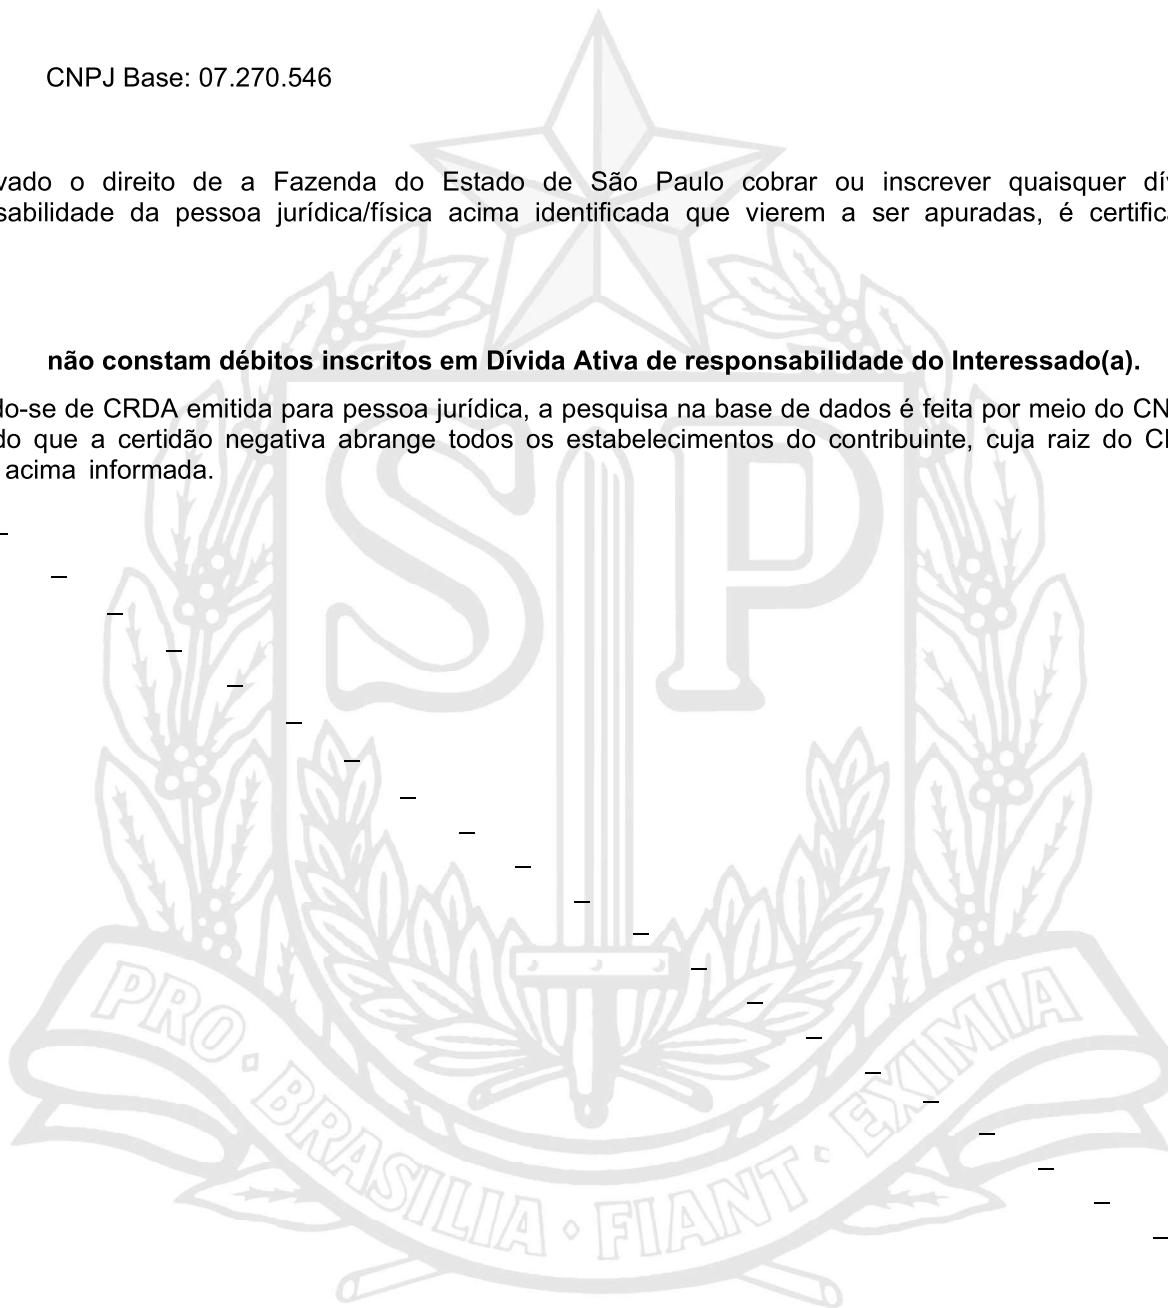 CNPJ Base: 07.270.546
vado o direito de a Fazenda do Estado de São Paulo cobrar ou inscrever quaisquer dív
sabilidade da pessoa jurídica/física acima identificada que vierem a ser apuradas, é certifica
não constam débitos inscritos em Dívida Ativa de responsabilidade do Interessado(a).
do-se de CRDA emitida para pessoa jurídica, a pesquisa na base de dados é feita por meio do CN
do que a certidão negativa abrange todos os estabelecimentos do contribuinte, cuja raiz do C
acima informada.
SP
PRO · BRASILIA · FIANT · EXIMIA